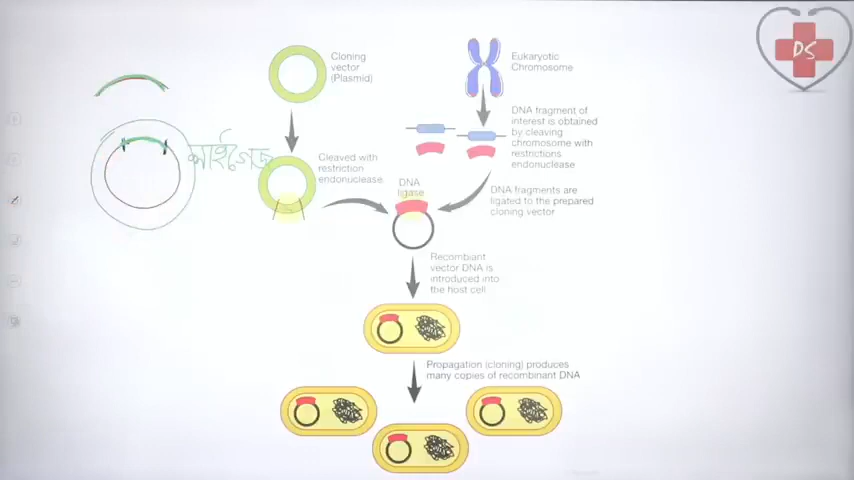 DS
Cloning
vector
(Plasmid)
Eukaryotic
Chromosome
DNA fragment of
interest is obtained
by cleaving
chromosome with
restrictions
endonuclease
লাইগেজ
Cleaved with
restriction
endonuclease
DNA
ligase
DNA fragments are
ligated to the prepared
cloning vector
Recombiant
vector DNA is
introduced into
the host cell
Propagation (cloning) produces
many copies of recombinant DNA